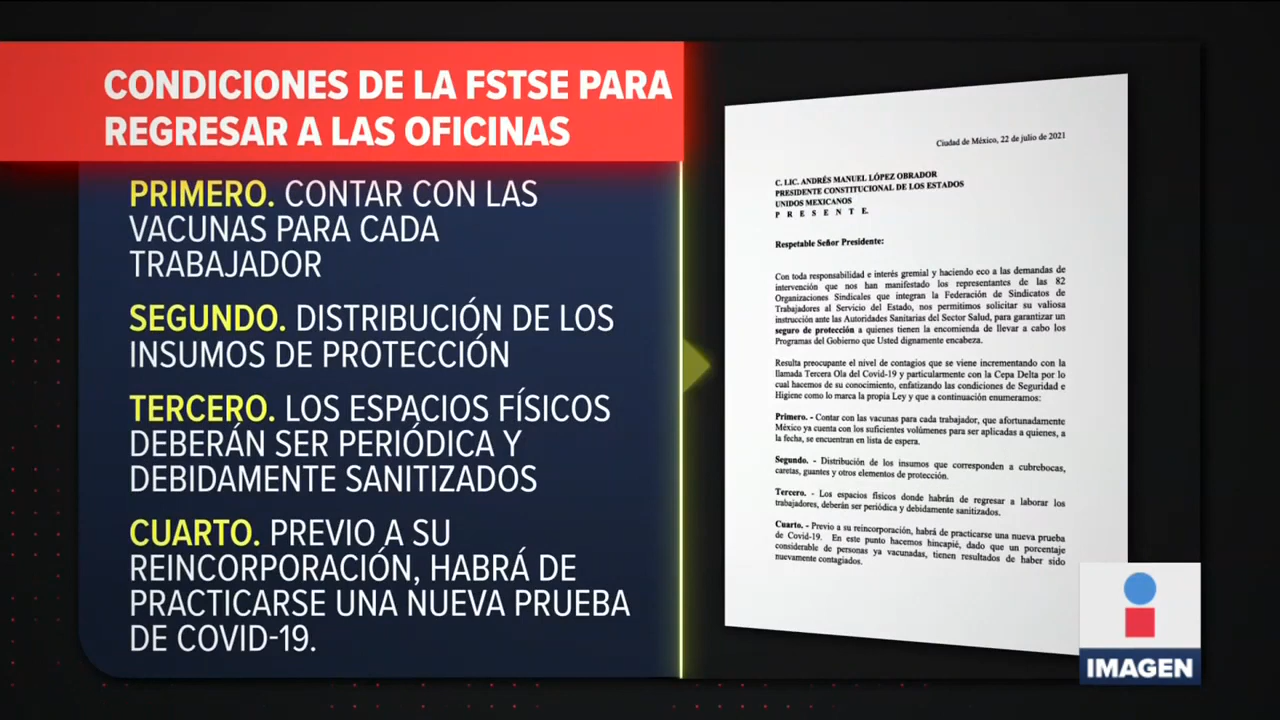 CONDICIONES DE LA FSTSE PARA
REGRESAR A LAS OFICINAS
PRIMERO. CONTAR CON LAS
VACUNAS PARA CADA
TRABAJADOR
SEGUNDO. DISTRIBUCIÓN DE LOS
INSUMOS DE PROTECCIÓN
TERCERO. LOS ESPACIOS FÍSICOS
DEBERÁN SER PERIÓDICA Y
DEBIDAMENTE SANITIZADOS
CUARTO. PREVIO A SU
REINCORPORACIÓN, HABRÁ DE
PRACTICARSE UNA NUEVA PRUEBA
DE COVID-19.
Ciudad de México, 22 de julio de 2021
C. LIC. ANDRÉS MANUEL LÓPEZ OBRADOR
PRESIDENTE CONSTITUCIONAL DE LOS ESTADOS
UNIDOS MEXICANOS
P R E S E N T E.
Respetable Señor Presidente:
Con toda responsabilidad e interés gremial y haciendo eco a las demandas de
intervención que nos han manifestado los representantes de las 82
Organizaciones Sindicales que integran la Federación de Sindicatos de
Trabajadores al Servicio del Estado, nos permitimos solicitar su valiosa
instrucción ante las Autoridades Sanitarias del Sector Salud, para garantizar un
seguro de protección a quienes tienen la encomienda de llevar a cabo los
Programas del Gobierno que Usted dignamente encabeza.
Resulta preocupante el nivel de contagios que se viene incrementando con la
llamada Tercera Ola del Covid-19 y particularmente con la Cepa Delta por lo
cual hacemos de su conocimiento, enfatizando las condiciones de Seguridad e
Higiene como lo marca la propia Ley y que a continuación enumeramos:
Primero. - Contar con las vacunas para cada trabajador, que afortunadamente
México ya cuenta con los suficientes volúmenes para ser aplicadas a quienes, a
la fecha, se encuentran en lista de espera.
Segundo. - Distribución de los insumos que corresponden a cubrebocas,
caretas, guantes y otros elementos de protección.
Tercero. - Los espacios físicos donde habrán de regresar a laborar los
trabajadores, deberán ser periódica y debidamente sanitizados.
Cuarto. - Previo a su reincorporación, habrá de practicarse una nueva prueba
de Covid-19. En este punto hacemos hincapié, dado que un porcentaje
considerable de personas ya vacunadas, tienen resultados de haber sido
nuevamente contagiados.
IMAGEN